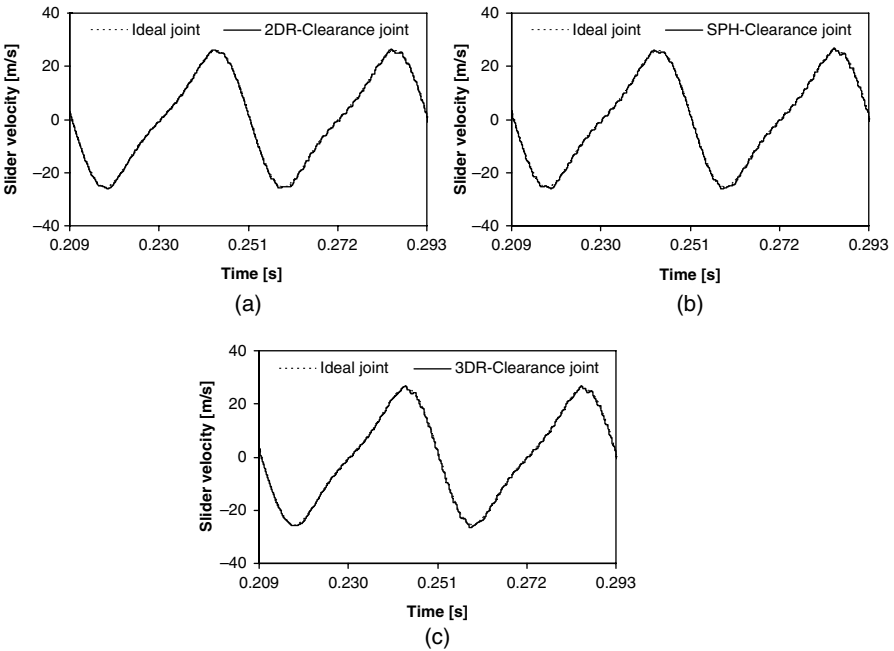 Slider velocity [m/s]
40
20
0
–20
–40
Ideal joint
2DR-Clearance joint
0.209
0.230
0.251
0.272
0.293
Time [s]
(a)
Slider velocity [m/s]
40
20
0
–20
–40
Ideal joint
SPH-Clearance joint
0.209
0.230
0.251
0.272
0.293
Time [s]
(b)
Slider velocity [m/s]
40
20
0
–20
–40
Ideal joint
3DR-Clearance joint
0.209
0.230
0.251
0.272
0.293
Time [s]
(c)